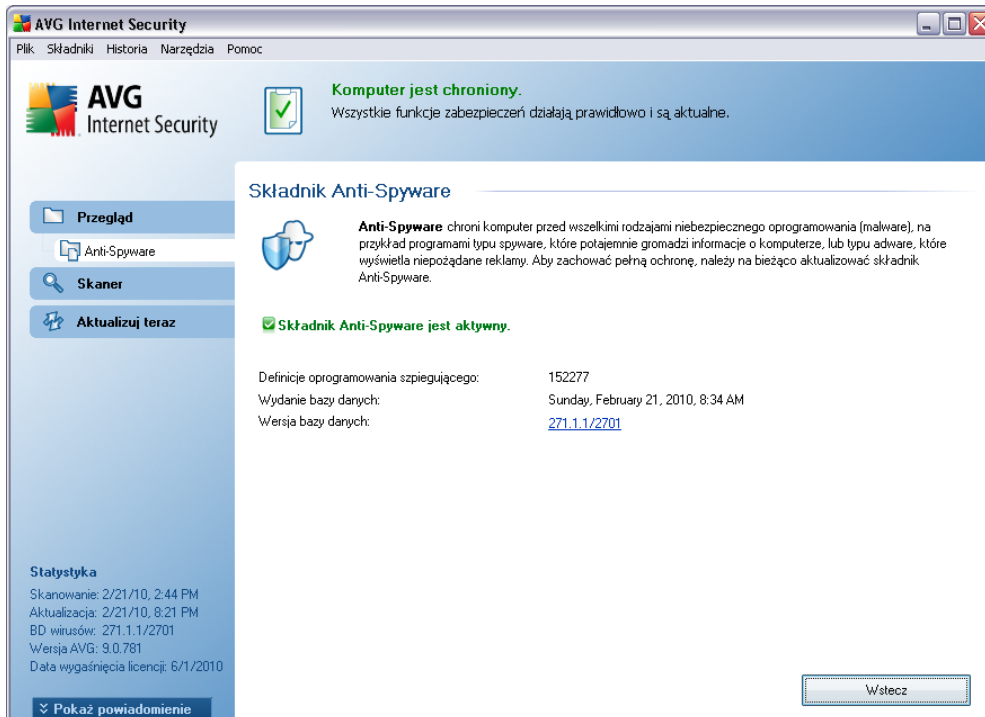 AVG Internet Security
Plik Składniki Historia Narzędzia Pomoc
AVG
Internet Security
Komputer jest chroniony.
Wszystkie funkcje zabezpieczeń działają prawidłowo i są aktualne.
Przegląd
Anti-Spyware
Skaner
Aktualizuj teraz
Składnik Anti-Spyware
Anti-Spyware chroni komputer przed wszelkimi rodzajami niebezpiecznego oprogramowania (malware), na
przykład programami typu spyware, które potajemnie gromadzi informacje o komputerze, lub typu adware, które
wyświetla niepożądane reklamy. Aby zachować pełną ochronę, należy na bieżąco aktualizować składnik
Anti-Spyware.
Składnik Anti-Spyware jest aktywny.
Definicje oprogramowania szpiegującego: 152277
Wydanie bazy danych: Sunday, February 21, 2010, 8:34 AM
Wersja bazy danych: 271.1.1/2701
Statystyka
Skanowanie: 2/21/10, 2:44 PM
Aktualizacja: 2/21/10, 8:21 PM
BD wirusów: 271.1.1/2701
Wersja AVG: 9.0.781
Data wygaśnięcia licencji: 6/1/2010
Pokaż powiadomienie
Wstecz